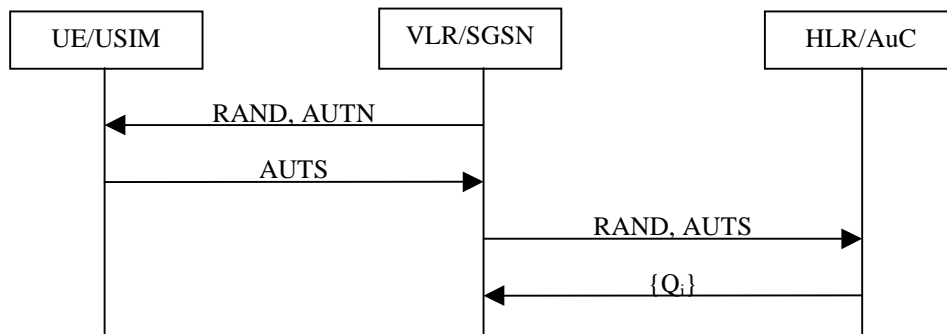 UE/USIM
VLR/SGSN
HLR/AuC
RAND, AUTN
AUTS
RAND, AUTS
{Qᵢ}